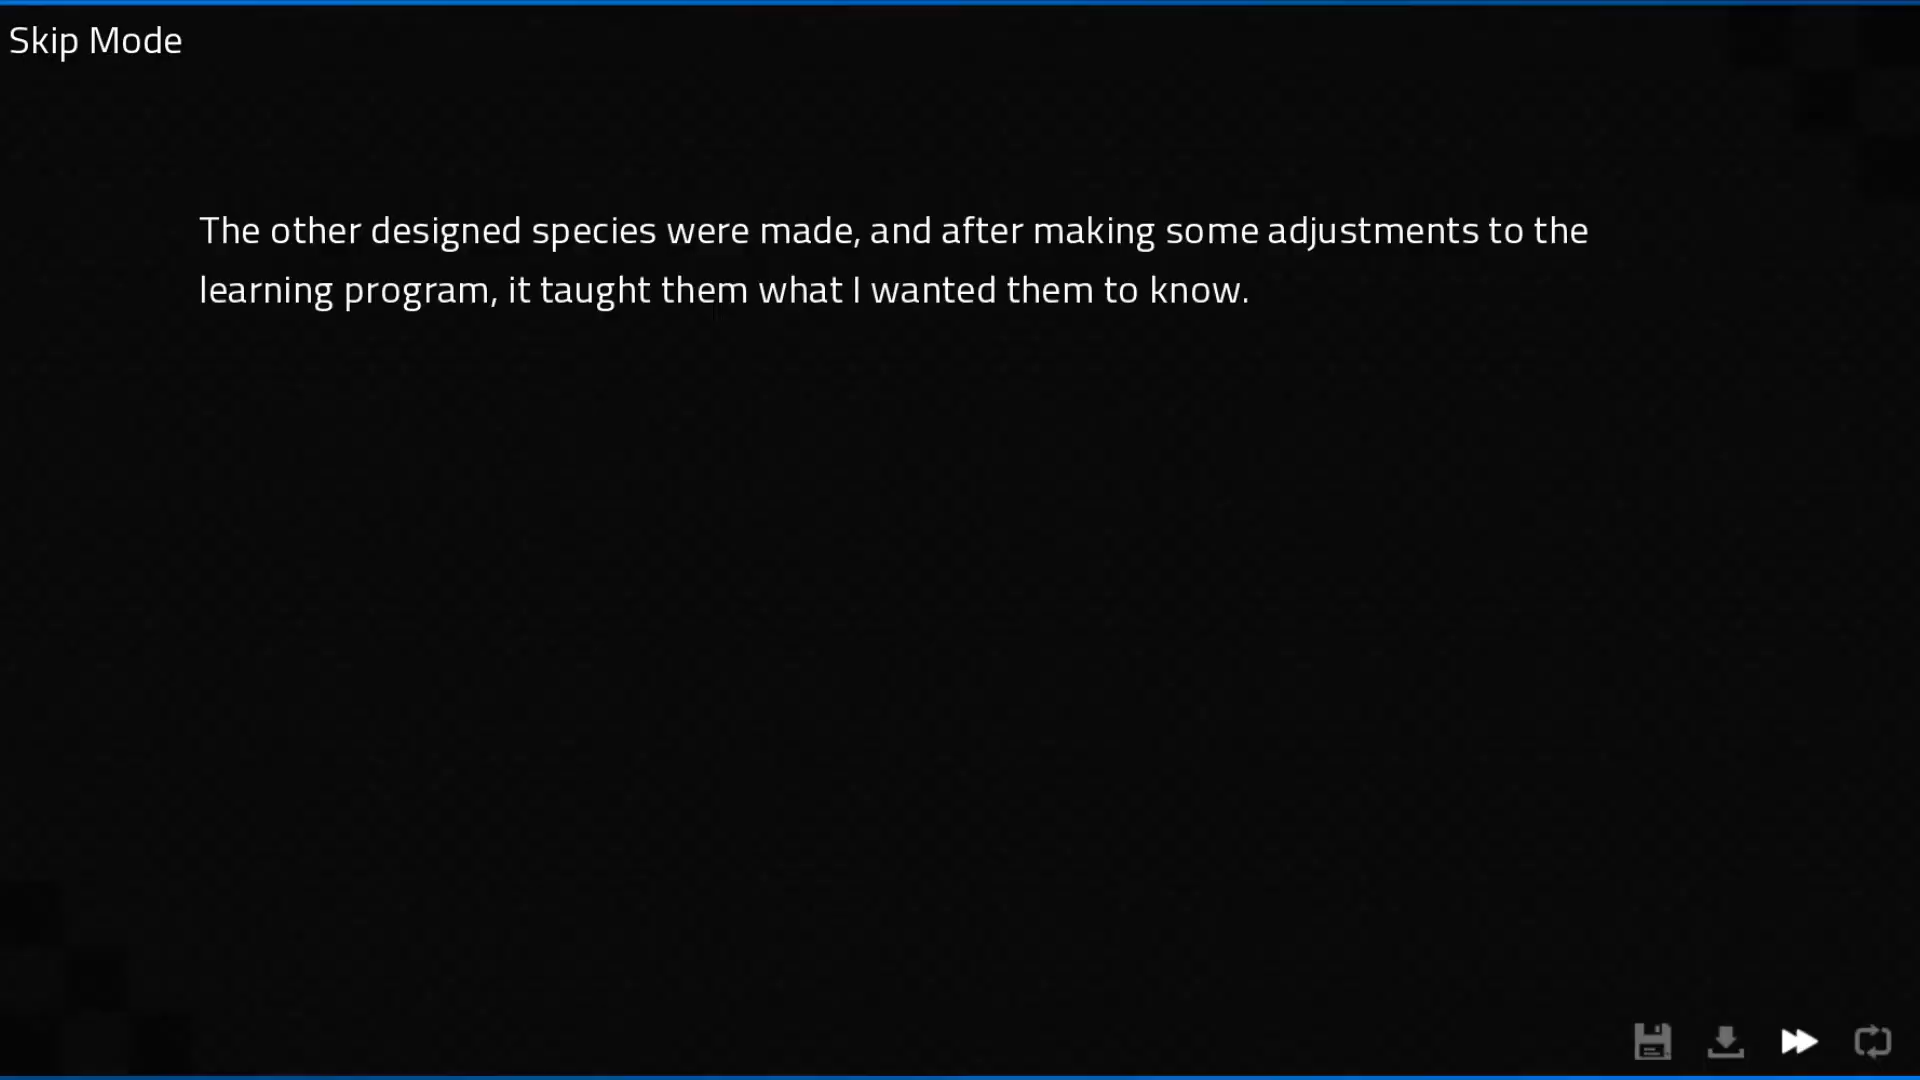 Skip Mode
The other designed species were made, and after making some adjustments to the
learning program, it taught them what I wanted them to know.